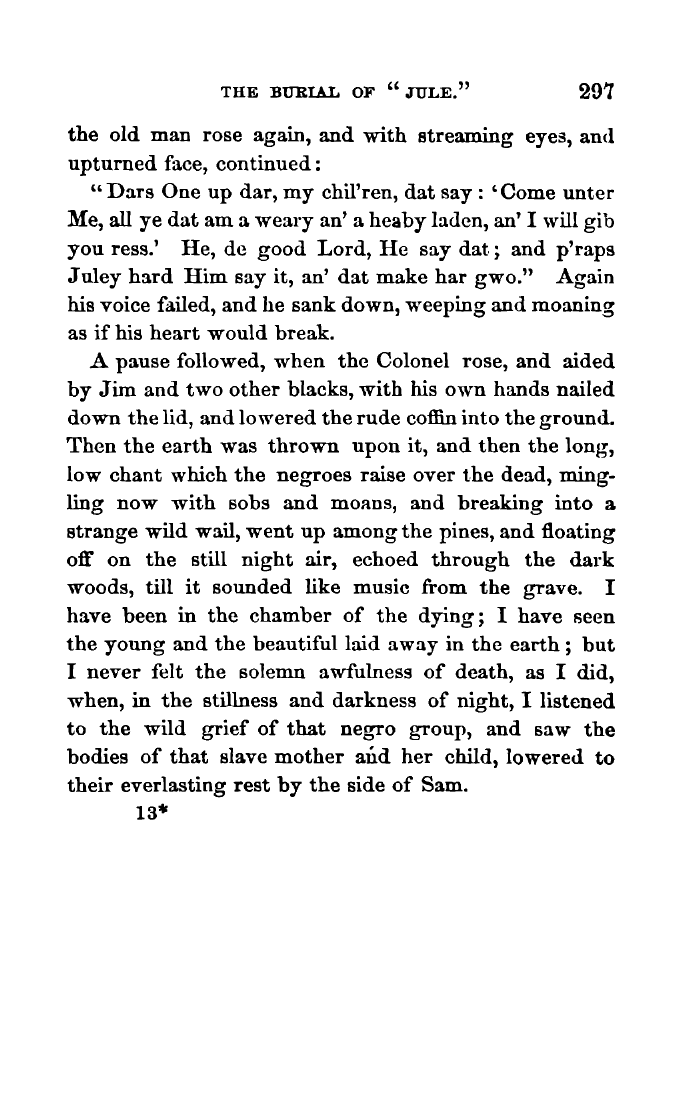 THE BURIAL OF “ JULE.” 297
the old man rose again, and with streaming eyes, and
upturned face, continued :
“ Dars One up dar, my chil’ren, dat say : ‘Come unter
Me, all ye dat am a weary an’ a heaby laden, an’ I will gib
you ress.’ He, de good Lord, He say dat ; and p’raps
Juley hard Him say it, an’ dat make har gwo.” Again
his voice failed, and he sank down, weeping and moaning
as if his heart would break.
A pause followed, when the Colonel rose, and aided
by Jim and two other blacks, with his own hands nailed
down the lid, and lowered the rude coffin into the ground.
Then the earth was thrown upon it, and then the long,
low chant which the negroes raise over the dead, ming-
ling now with sobs and moans, and breaking into a
strange wild wail, went up among the pines, and floating
off on the still night air, echoed through the dark
woods, till it sounded like music from the grave. I
have been in the chamber of the dying ; I have seen
the young and the beautiful laid away in the earth ; but
I never felt the solemn awfulness of death, as I did,
when, in the stillness and darkness of night, I listened
to the wild grief of that negro group, and saw the
bodies of that slave mother and her child, lowered to
their everlasting rest by the side of Sam.
13*